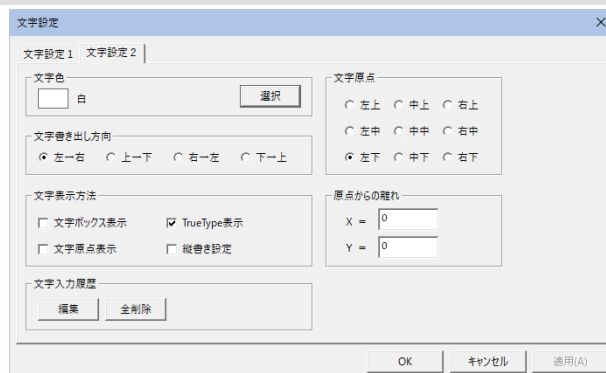 文字設定
文字設定 1 文字設定 2
文字色
白 選択
文字書き出し方向
左→右 上→下 右→左 下→上
文字表示方法
文字ボックス表示 TrueType表示
文字原点表示 縦書き設定
文字入力履歴
編集 全削除
文字原点
左上 中上 右上
左中 中中 右中
左下 中下 右下
原点からの離れ
X = 0
Y = 0
OK キャンセル 適用(A)